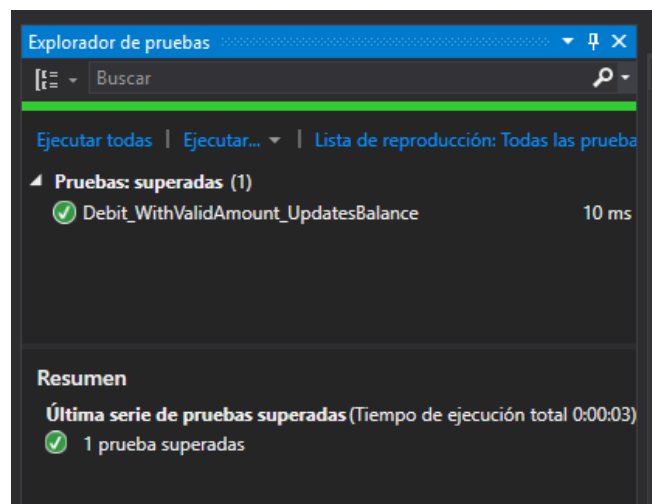 Explorador de pruebas
Buscar
Ejecutar todas | Ejecutar... | Lista de reproducción: Todas las prueba
Pruebas: superadas (1)
Debit_WithValidAmount_UpdatesBalance 10 ms
Resumen
Última serie de pruebas superadas (Tiempo de ejecución total 0:00:03)
1 prueba superadas